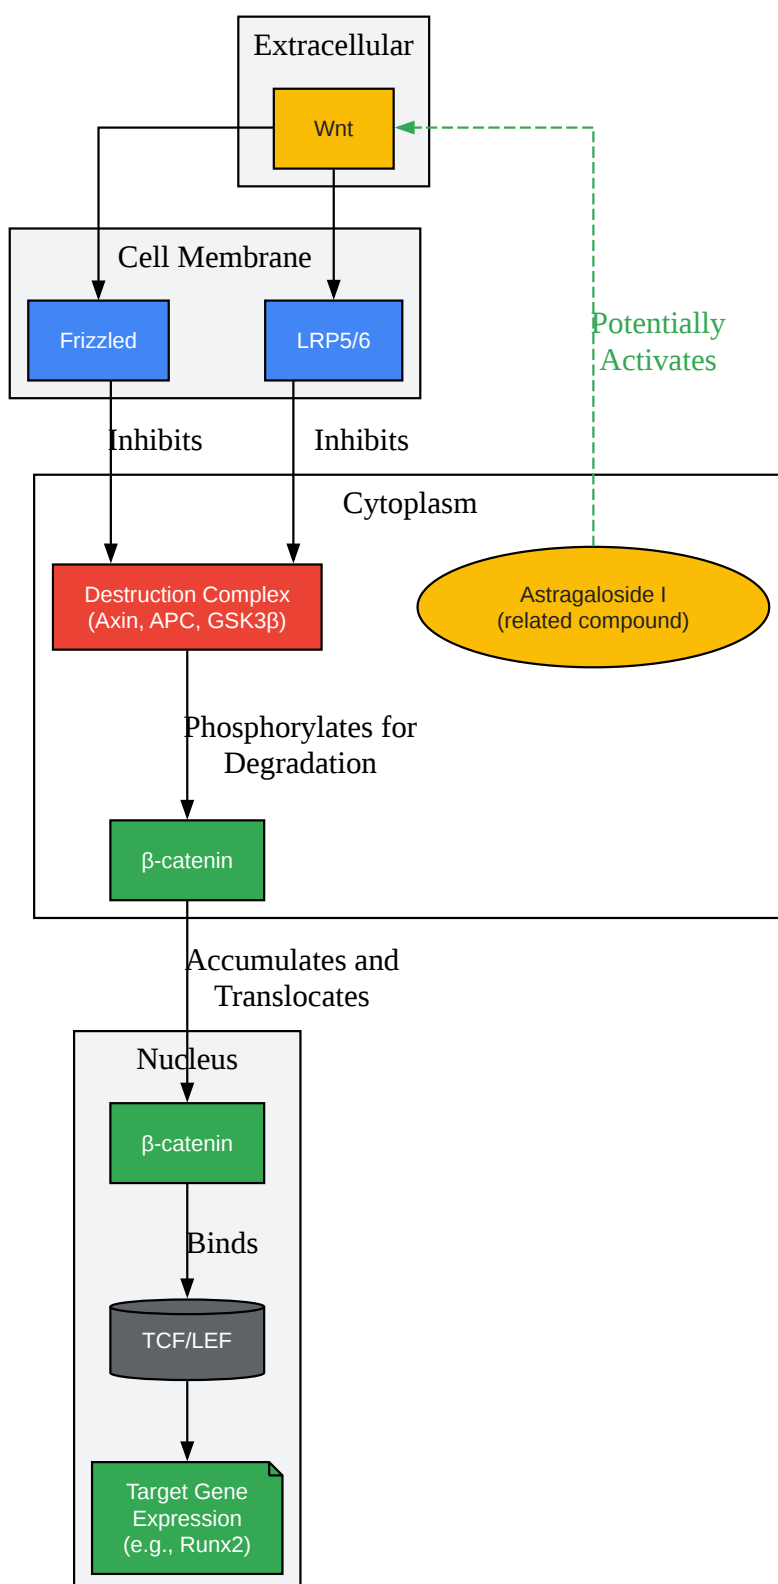 Extracellular
Wnt
Cell Membrane
Frizzled
LRP5/6
Potentially
Activates
Inhibits
Inhibits
Cytoplasm
Destruction Complex
(Axin, APC, GSK3β)
Astragaloside I
(related compound)
Phosphorylates for
Degradation
β-catenin
Accumulates and
Translocates
Nucleus
β-catenin
Binds
TCF/LEF
Target Gene
Expression
(e.g., Runx2)